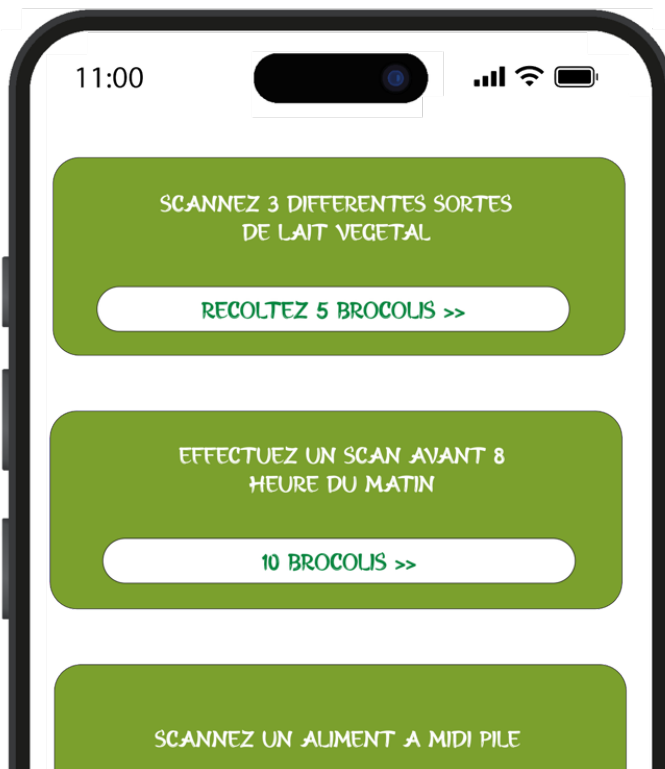 11:00
SCANNEZ 3 DIFFERENTES SORTES
DE LAIT VEGETAL
RECOLTEZ 5 BROCOLIS >>
EFFECTUEZ UN SCAN AVANT 8
HEURE DU MATIN
10 BROCOLIS >>
SCANNEZ UN ALIMENT A MIDI PILE